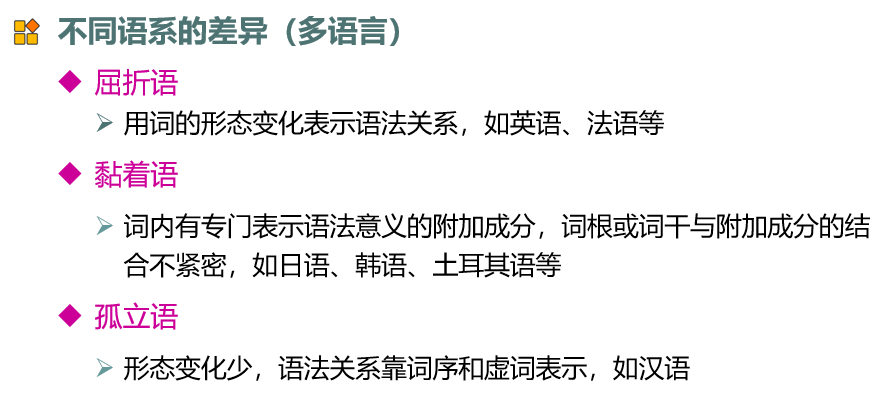 不同语系的差异（多语言）
屈折语
用词的形态变化表示语法关系，如英语、法语等
黏着语
词内有专门表示语法意义的附加成分，词根或词干与附加成分的结
合不紧密，如日语、韩语、土耳其语等
孤立语
形态变化少，语法关系靠词序和虚词表示，如汉语